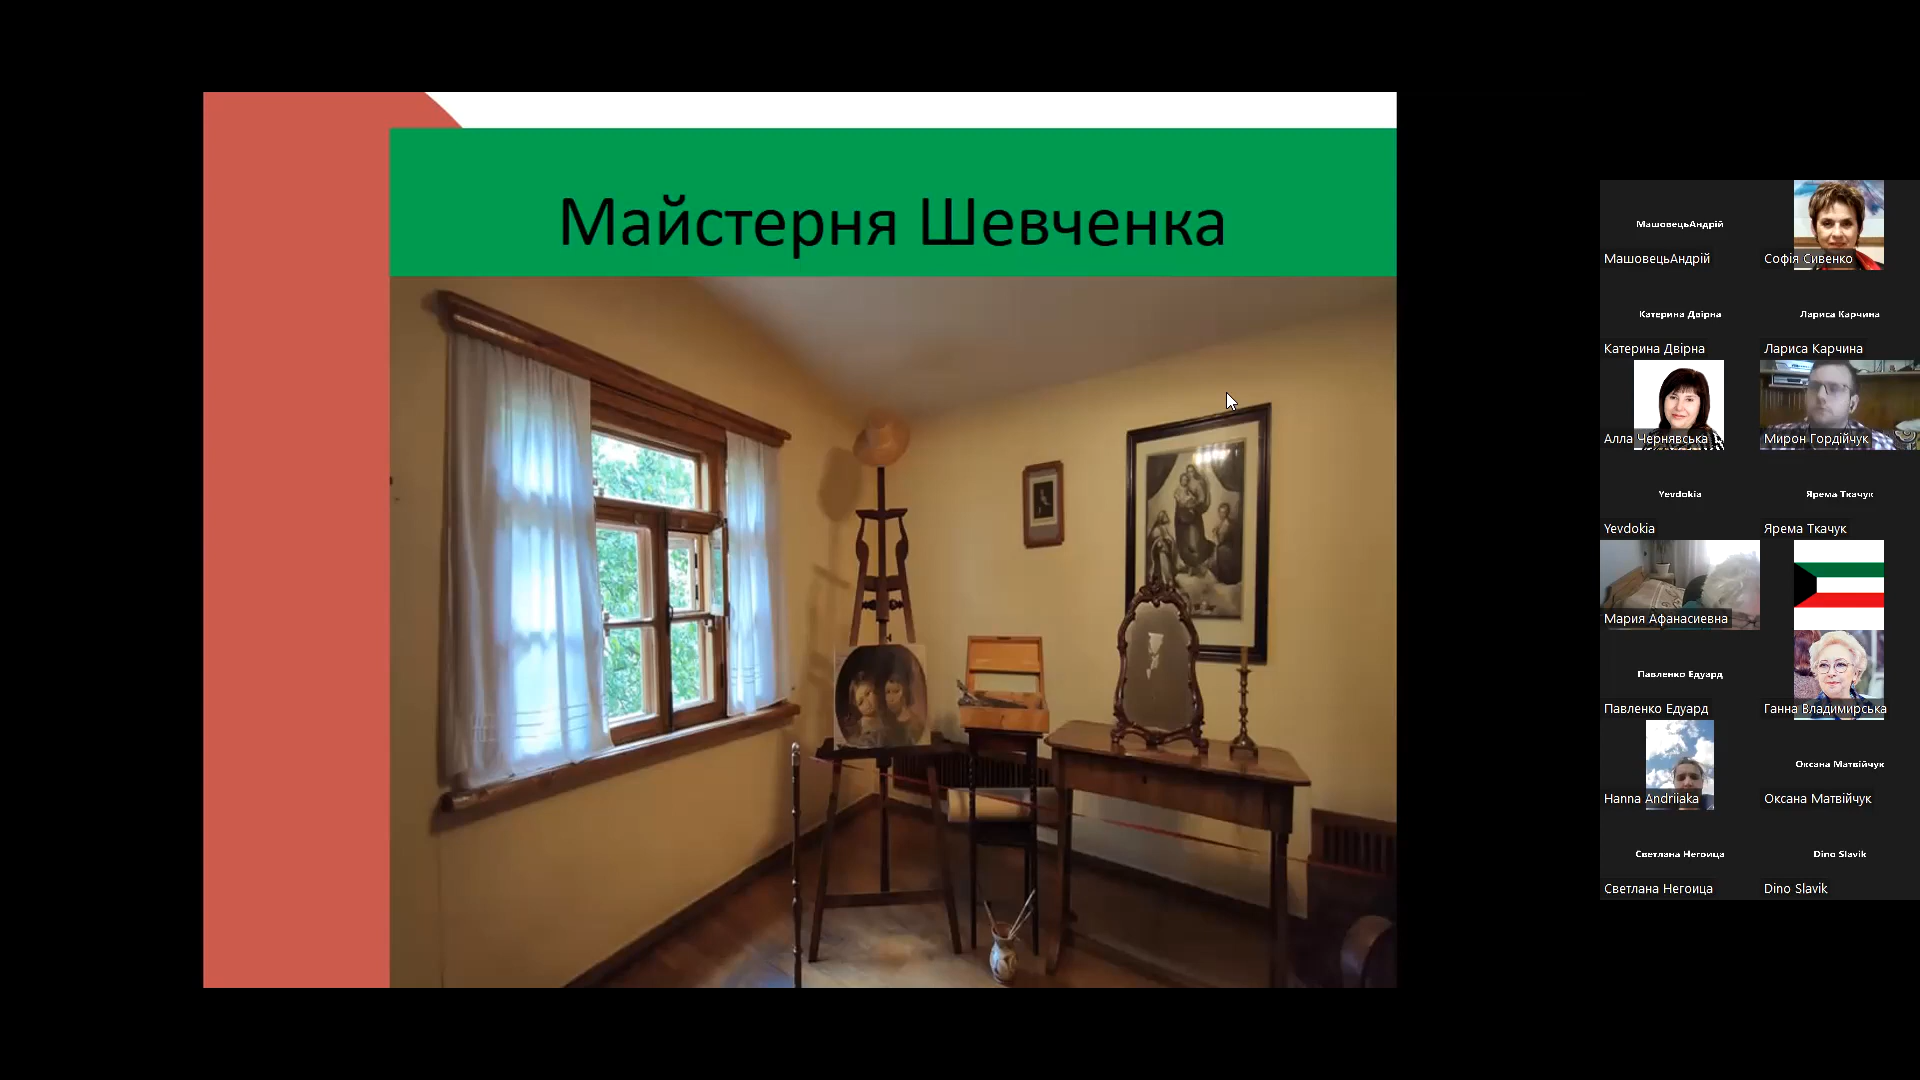 Майстерня Шевченка
МашовецьАндрій
МашовецьАндрій
Софія Сивенко
Катерина Двірна
Катерина Двірна
Лариса Карчина
Лариса Карчина
Алла Чернявська
Мирон Гордійчук
Yevdokia
Yevdokia
Ярема Ткачук
Ярема Ткачук
Мария Афанасиевна
Павленко Едуард
Павленко Едуард
Ганна Владимирська
Hanna Andriiaka
Оксана Матвійчук
Оксана Матвійчук
Светлана Негоица
Светлана Негоица
Dino Slavik
Dino Slavik